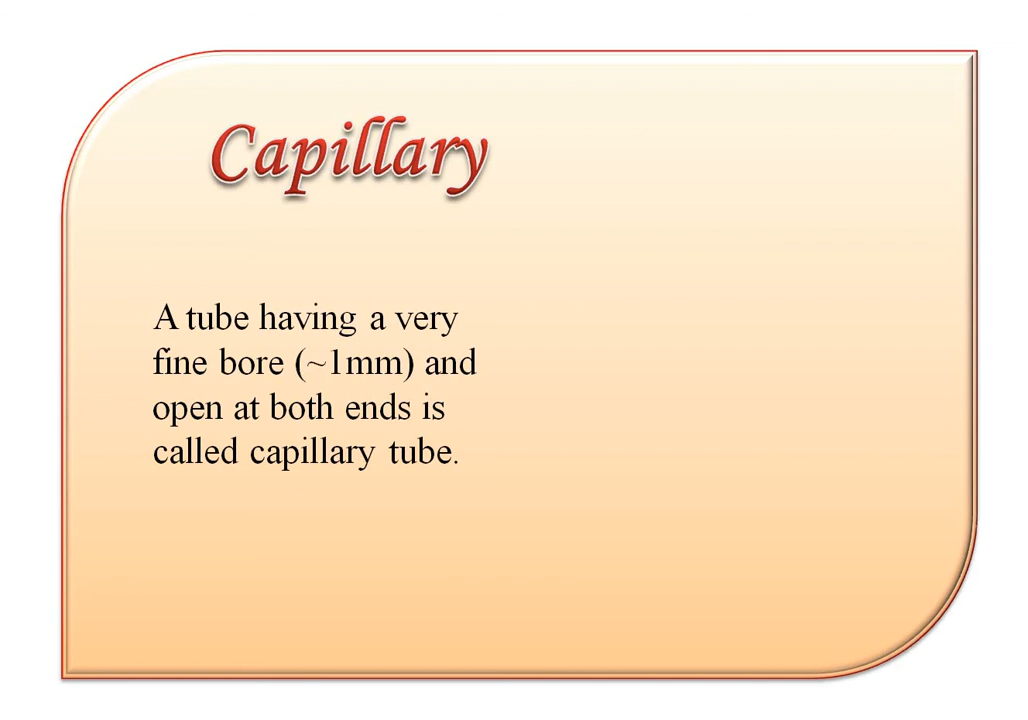 Capillary
A tube having a very
fine bore (~1mm) and
open at both ends is
called capillary tube.